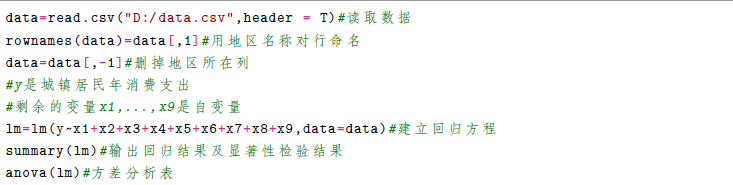 data=read.csv("D:/data.csv",header = T)#读取数据
rownames(data)=data[,1]#用地区名称对行命名
data=data[,-1]#删掉地区所在列
#y是城镇居民年消费支出
#剩余的变量x1,...,x9是自变量
lm=lm(y~x1+x2+x3+x4+x5+x6+x7+x8+x9,data=data)#建立回归方程
summary(lm)#输出回归结果及显著性检验结果
anova(lm)#方差分析表